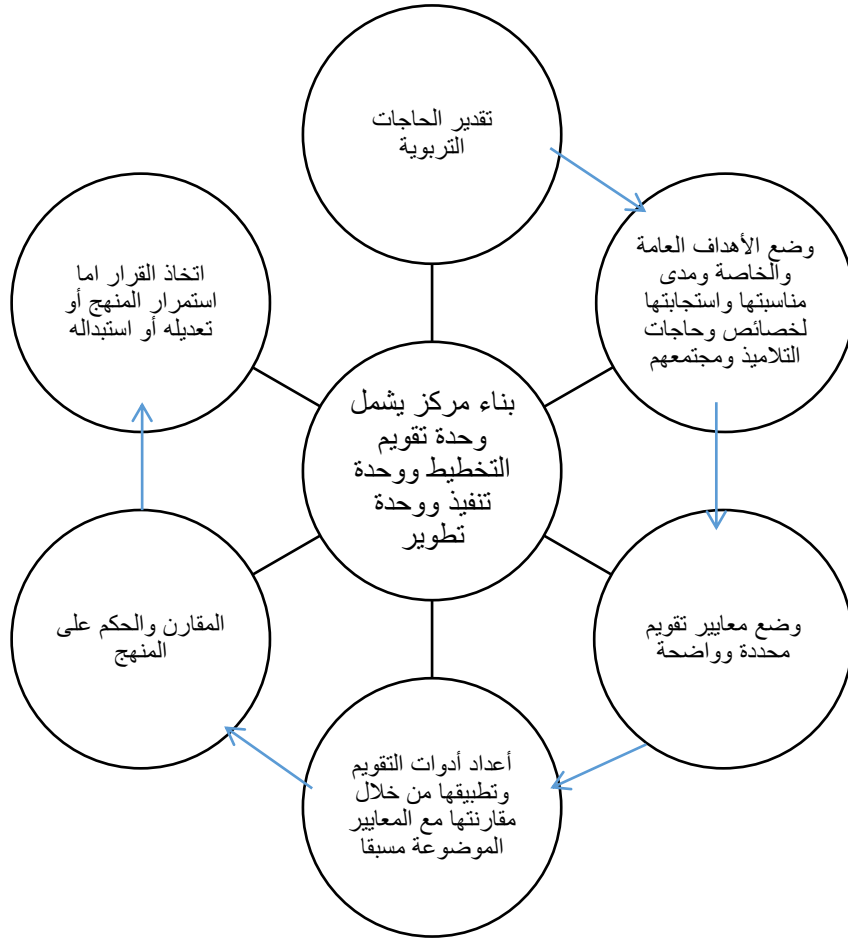 تقدير الحاجات
التربوية
وضع الأهداف العامة
والخاصة ومدى
مناسبتها واستجابتها
لخصائص وحاجات
التلاميذ ومجتمعهم
وضع معايير تقويم
محددة وواضحة
أعداد أدوات التقويم
وتطبيقها من خلال
مقارنتها مع المعايير
الموضوعة مسبقا
المقارن والحكم على
المنهج
اتخاذ القرار اما
استمرار المنهج أو
تعديله أو استبداله
بناء مركز يشمل
وحدة تقويم
التخطيط ووحدة
تنفيذ ووحدة
تطوير